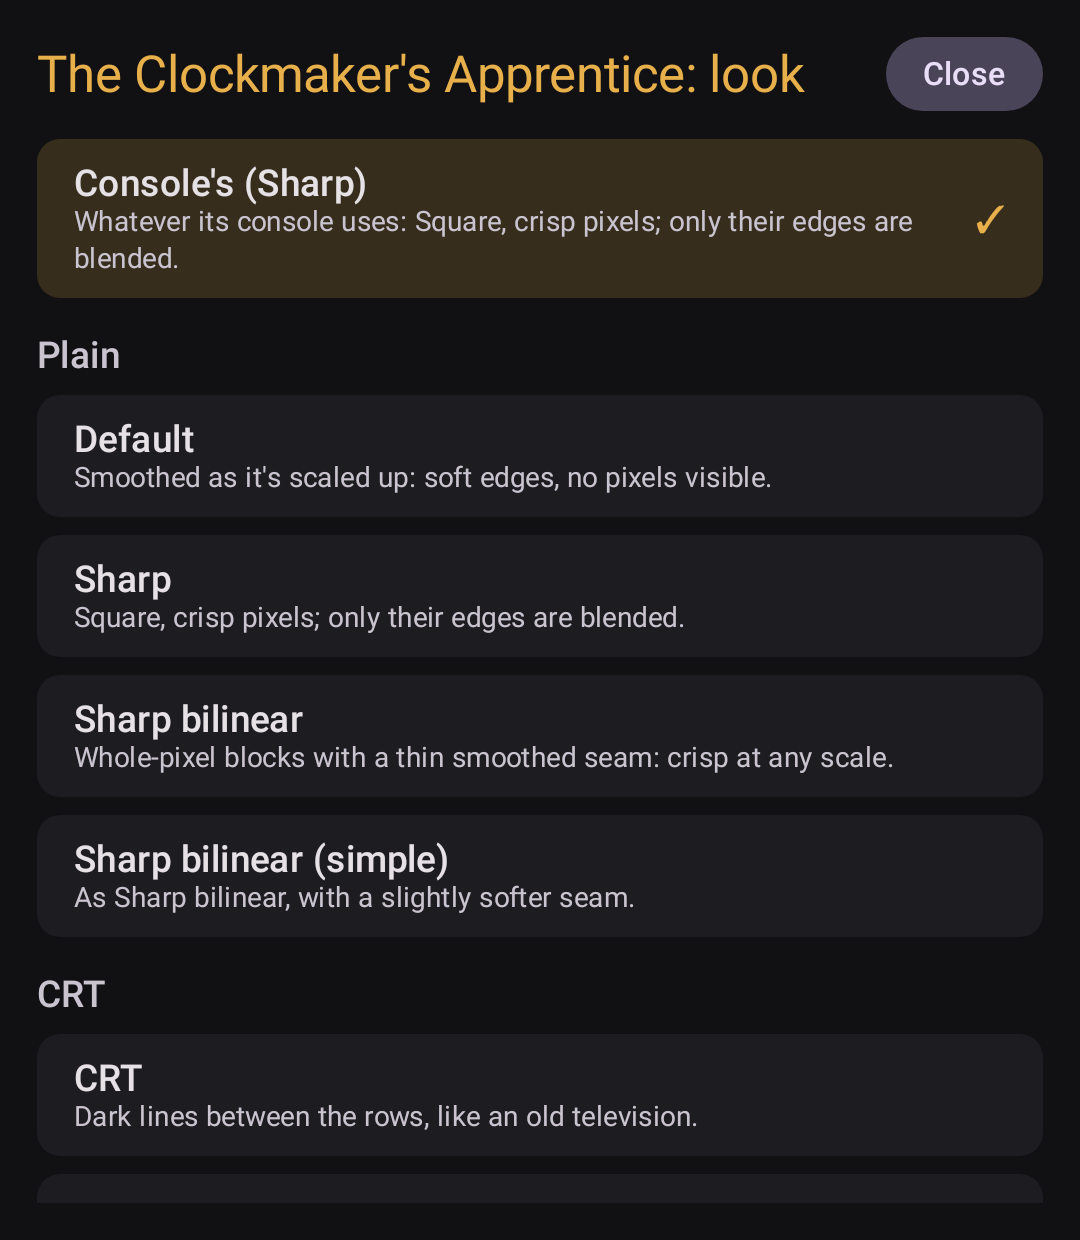 The Clockmaker's Apprentice: look
Close
Console's (Sharp)
Whatever its console uses: Square, crisp pixels; only their edges are
blended.
✓
Plain
Default
Smoothed as it's scaled up: soft edges, no pixels visible.
Sharp
Square, crisp pixels; only their edges are blended.
Sharp bilinear
Whole-pixel blocks with a thin smoothed seam: crisp at any scale.
Sharp bilinear (simple)
As Sharp bilinear, with a slightly softer seam.
CRT
CRT
Dark lines between the rows, like an old television.